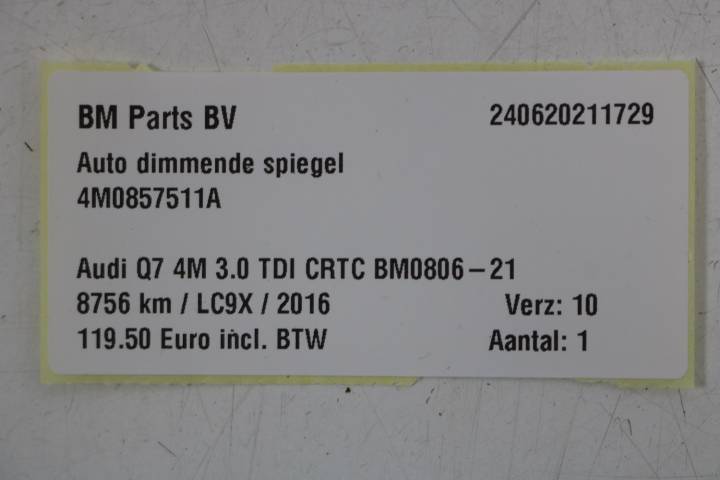 BM Parts BV 240620211729
Auto dimmende spiegel
4M0857511A
Audi Q7 4M 3.0 TDI CRTC BM0806-21
8756 km / LC9X / 2016 Verz: 10
119.50 Euro incl. BTW Aantal: 1